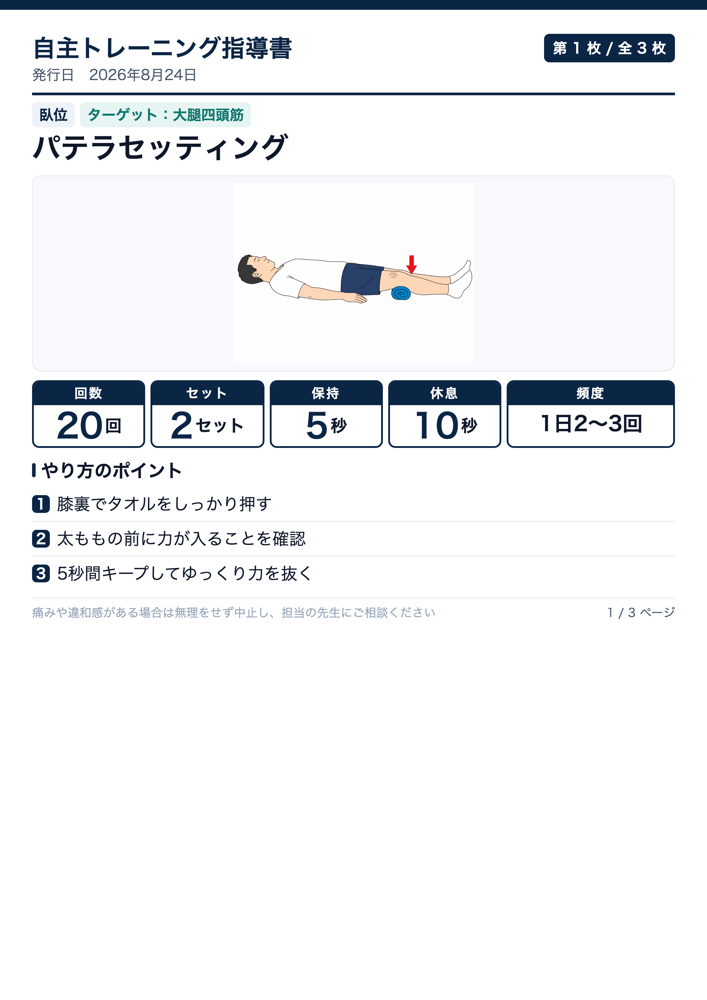 自主トレーニング指導書
第 1 枚 / 全 3 枚
発行日　2026年8月24日
臥位
ターゲット：大腿四頭筋
パテラセッティング
回数
セット
保持
休息
頻度
20回
2セット
5秒
10秒
1日2〜3回
やり方のポイント
1 膝裏でタオルをしっかり押す
2 太ももの前に力が入ることを確認
3 5秒間キープしてゆっくり力を抜く
痛みや違和感がある場合は無理をせず中止し、担当の先生にご相談ください
1 / 3 ページ